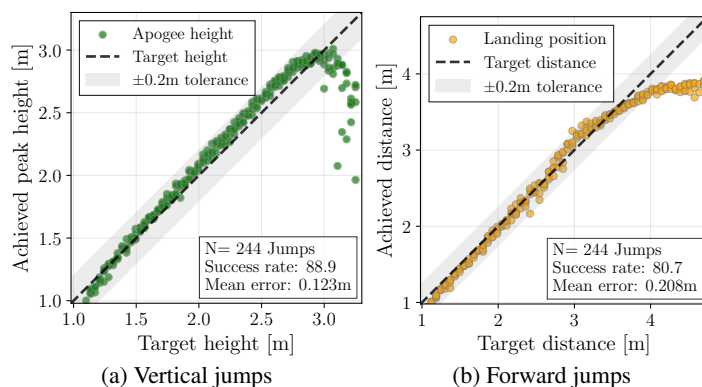 Achieved peak height [m]
3.0
2.5
2.0
1.5
1.0
Apogee height
Target height
±0.2m tolerance
N= 244 Jumps
Success rate: 88.9
Mean error: 0.123m
1.0 1.5 2.0 2.5 3.0
Target height [m]
(a) Vertical jumps
Achieved distance [m]
4
3
2
1
Landing position
Target distance
±0.2m tolerance
N= 244 Jumps
Success rate: 80.7
Mean error: 0.208m
1 2 3 4
Target distance [m]
(b) Forward jumps